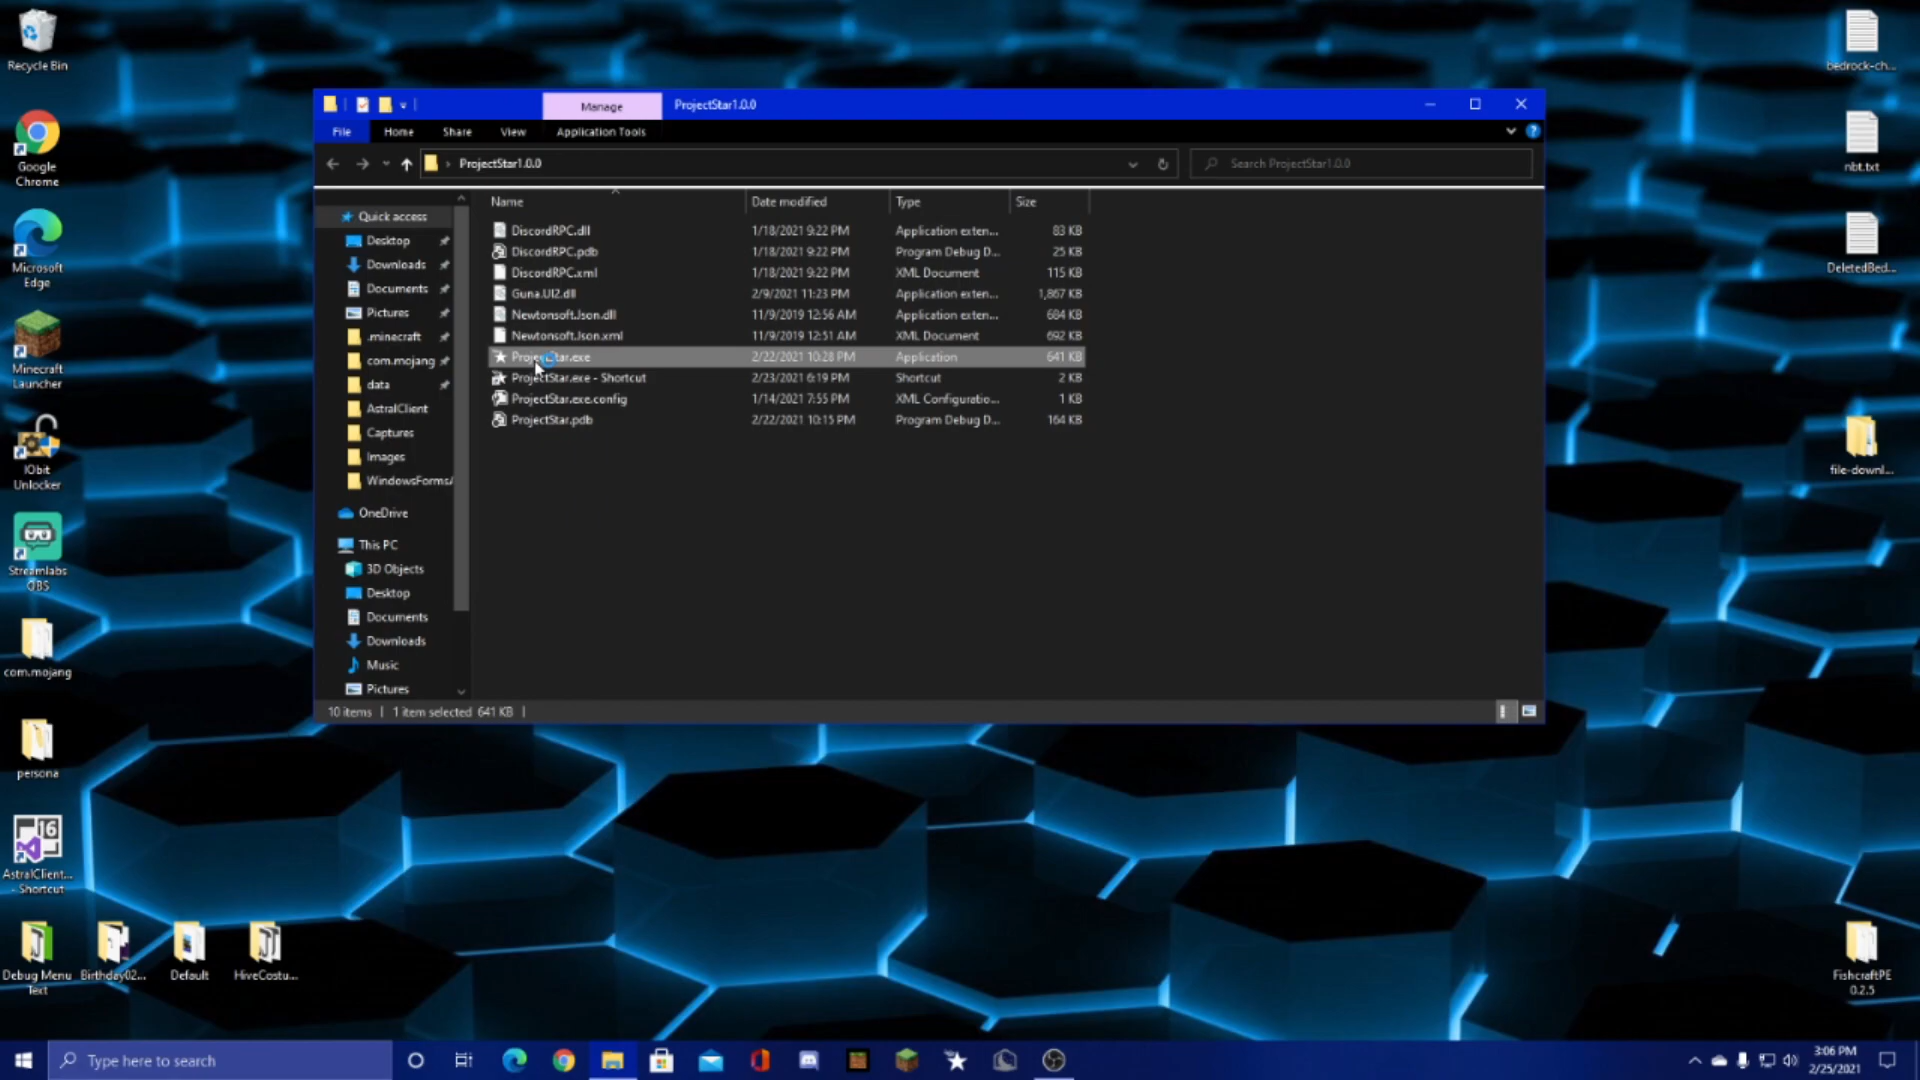 Recycle Bin
Google
Chrome
Microsoft
Edge
Minecraft
Launcher
IObit
Unlocker
Streamlabs
OBS
com.mojang
persona
AstralClient...
- Shortcut
Debug Menu
Text
Birthday02...
Default
HiveCostu...
bedrock-ch...
nbt.txt
DeletedBed...
file-downl...
FishcraftPE
0.2.5
Manage
ProjectStar1.0.0
File
Home
Share
View
Application Tools
ProjectStar1.0.0
Search ProjectStar1.0.0
Quick access
Desktop
Downloads
Documents
Pictures
.minecraft
com.mojang
data
AstralClient
Captures
Images
WindowsForms
OneDrive
This PC
3D Objects
Desktop
Documents
Downloads
Music
Pictures
Name Date modified Type Size
DiscordRPC.dll 1/18/2021 9:22 PM Application exten... 83 KB
DiscordRPC.pdb 1/18/2021 9:22 PM Program Debug D... 25 KB
DiscordRPC.xml 1/18/2021 9:22 PM XML Document 115 KB
Guna.UI2.dll 2/9/2021 11:23 PM Application exten... 1,867 KB
Newtonsoft.Json.dll 11/9/2019 12:56 AM Application exten... 684 KB
Newtonsoft.Json.xml 11/9/2019 12:51 AM XML Document 692 KB
ProjectStar.exe 2/22/2021 10:28 PM Application 641 KB
ProjectStar.exe - Shortcut 2/23/2021 6:19 PM Shortcut 2 KB
ProjectStar.exe.config 1/14/2021 7:55 PM XML Configuratio... 1 KB
ProjectStar.pdb 2/22/2021 10:15 PM Program Debug D... 164 KB
10 items 1 item selected 641 KB
Type here to search
3:06 PM
2/25/2021